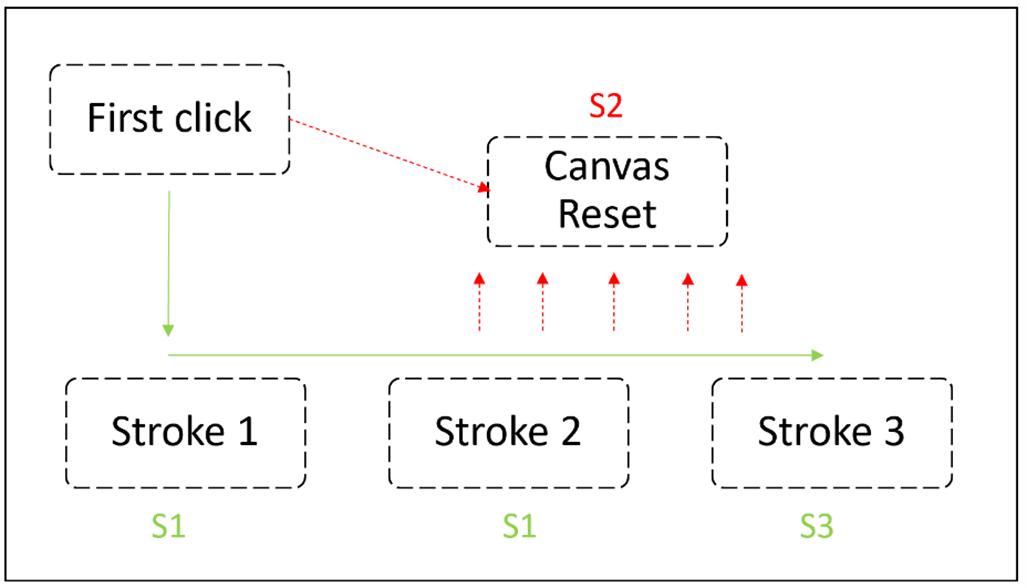 First click
S2
Canvas
Reset
Stroke 1
Stroke 2
Stroke 3
S1
S1
S3